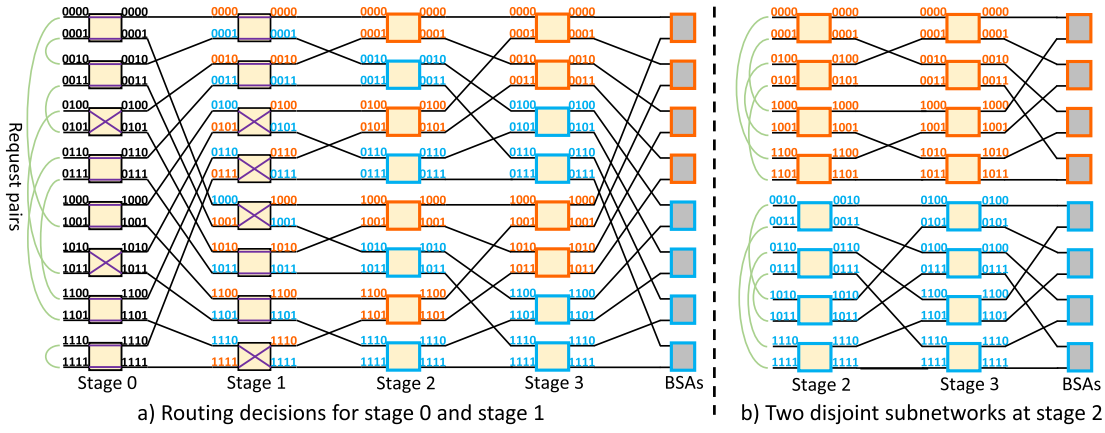 Request pairs
0000 0000 0000 0000 0000 0000 0000 0000
0001 0001 0001 0001 0001 0001 0001 0001
0010 0010 0010 0010 0010 0010 0010 0010
0011 0011 0011 0011 0011 0011 0011 0011
0100 0100 0100 0100 0100 0100 0100 0100
0101 0101 0101 0101 0101 0101 0101 0101
0110 0110 0110 0110 0110 0110 0110 0110
0111 0111 0111 0111 0111 0111 0111 0111
1000 1000 1000 1000 1000 1000 1000 1000
1001 1001 1001 1001 1001 1001 1001 1001
1010 1010 1010 1010 1010 1010 1010 1010
1011 1011 1011 1011 1011 1011 1011 1011
1100 1100 1100 1100 1100 1100 1100 1100
1101 1101 1101 1101 1101 1101 1101 1101
1110 1110 1110 1110 1110 1110 1110 1110
1111 1111 1111 1111 1111 1111 1111 1111
Stage 0 Stage 1 Stage 2 Stage 3 BSAs
a) Routing decisions for stage 0 and stage 1
0000 0000 0000 0000
0001 0001 0001 0001
0100 0100 0010 0010
0101 0101 0011 0011
1000 1000 1000 1000
1001 1001 1001 1001
1100 1100 1010 1010
1101 1101 1011 1011
0010 0010 0100 0100
0011 0011 0101 0101
0110 0110 0100 0100
0111 0111 0111 0111
1010 1010 1100 1100
1011 1011 1101 1101
1110 1110 1110 1110
1111 1111 1111 1111
Stage 2 Stage 3 BSAs
b) Two disjoint subnetworks at stage 2